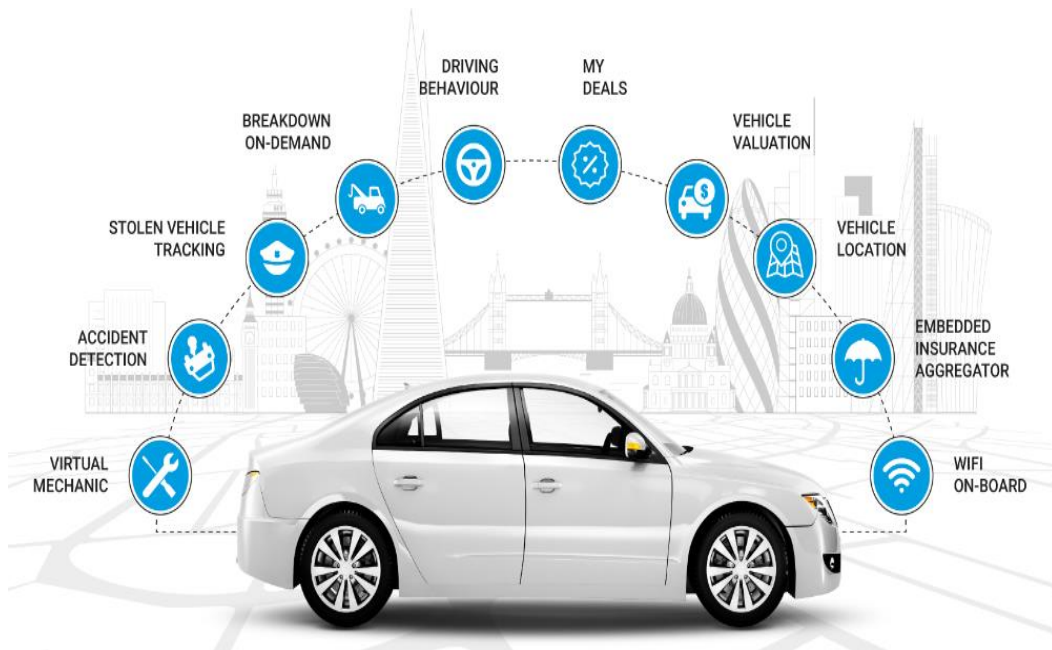 DRIVING
BEHAVIOUR
MY
DEALS
BREAKDOWN
ON-DEMAND
VEHICLE
VALUATION
STOLEN VEHICLE
TRACKING
VEHICLE
LOCATION
ACCIDENT
DETECTION
EMBEDDED
INSURANCE
AGGREGATOR
VIRTUAL
MECHANIC
WIFI
ON-BOARD